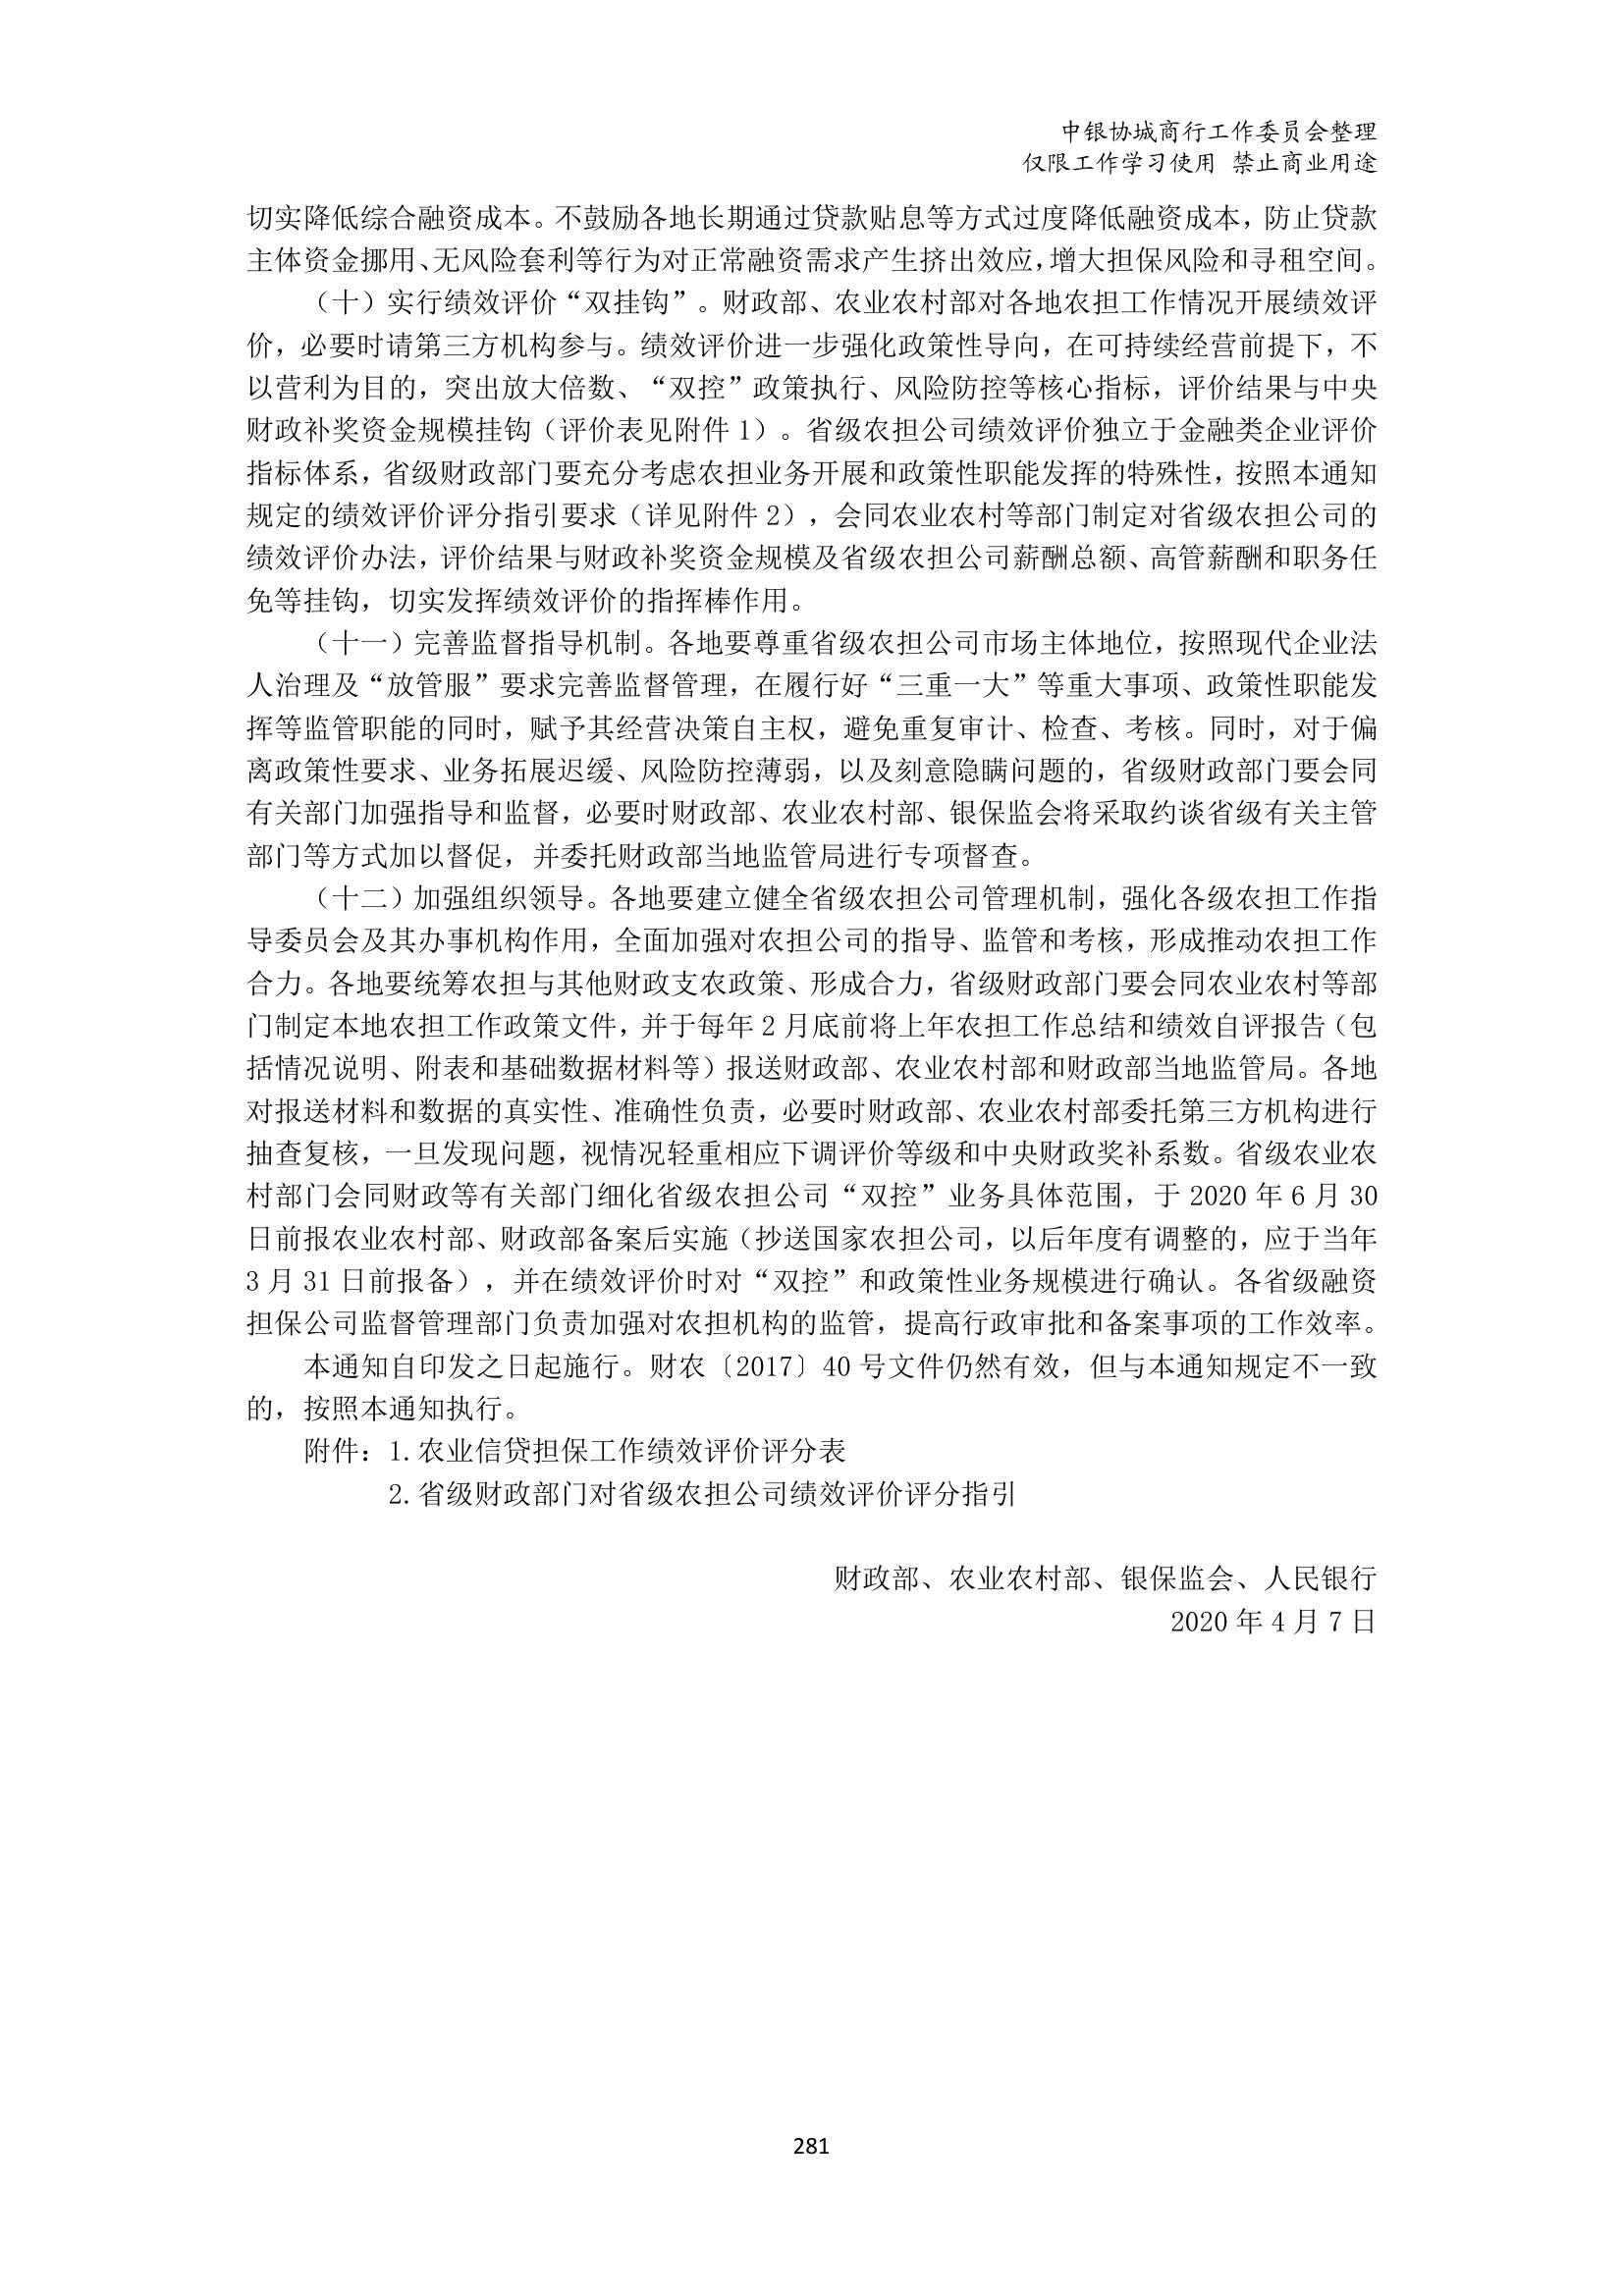 中银协城商行工作委员会整理
仅限工作学习使用 禁止商业用途
切实降低综合融资成本。不鼓励各地长期通过贷款贴息等方式过度降低融资成本，防止贷款
主体资金挪用、无风险套利等行为对正常融资需求产生挤出效应，增大担保风险和寻租空间。
（十）实行绩效评价“双挂钩”。财政部、农业农村部对各地农担工作情况开展绩效评
价，必要时请第三方机构参与。绩效评价进一步强化政策性导向，在可持续经营前提下，不
以营利为目的，突出放大倍数、“双控”政策执行、风险防控等核心指标，评价结果与中央
财政补奖资金规模挂钩（评价表见附件 1）。省级农担公司绩效评价独立于金融类企业评价
指标体系，省级财政部门要充分考虑农担业务开展和政策性职能发挥的特殊性，按照本通知
规定的绩效评价评分指引要求（详见附件 2），会同农业农村等部门制定对省级农担公司的
绩效评价办法，评价结果与财政补奖资金规模及省级农担公司薪酬总额、高管薪酬和职务任
免等挂钩，切实发挥绩效评价的指挥棒作用。
（十一）完善监督指导机制。各地要尊重省级农担公司市场主体地位，按照现代企业法
人治理及“放管服”要求完善监督管理，在履行好“三重一大”等重大事项、政策性职能发
挥等监管职能的同时，赋予其经营决策自主权，避免重复审计、检查、考核。同时，对于偏
离政策性要求、业务拓展迟缓、风险防控薄弱，以及刻意隐瞒问题的，省级财政部门要会同
有关部门加强指导和监督，必要时财政部、农业农村部、银保监会将采取约谈省级有关主管
部门等方式加以督促，并委托财政部当地监管局进行专项督查。
（十二）加强组织领导。各地要建立健全省级农担公司管理机制，强化各级农担工作指
导委员会及其办事机构作用，全面加强对农担公司的指导、监管和考核，形成推动农担工作
合力。各地要统筹农担与其他财政支农政策、形成合力，省级财政部门要会同农业农村等部
门制定本地农担工作政策文件，并于每年 2 月底前将上年农担工作总结和绩效自评报告（包
括情况说明、附表和基础数据材料等）报送财政部、农业农村部和财政部当地监管局。各地
对报送材料和数据的真实性、准确性负责，必要时财政部、农业农村部委托第三方机构进行
抽查复核，一旦发现问题，视情况轻重相应下调评价等级和中央财政奖补系数。省级农业农
村部门会同财政等有关部门细化省级农担公司“双控”业务具体范围，于 2020 年 6 月 30
日前报农业农村部、财政部备案后实施（抄送国家农担公司，以后年度有调整的，应于当年
3 月 31 日前报备），并在绩效评价时对“双控”和政策性业务规模进行确认。各省级融资
担保公司监督管理部门负责加强对农担机构的监管，提高行政审批和备案事项的工作效率。
本通知自印发之日起施行。财农〔2017〕40 号文件仍然有效，但与本通知规定不一致
的，按照本通知执行。
附件：1.农业信贷担保工作绩效评价评分表
2.省级财政部门对省级农担公司绩效评价评分指引
财政部、农业农村部、银保监会、人民银行
2020 年 4 月 7 日
281